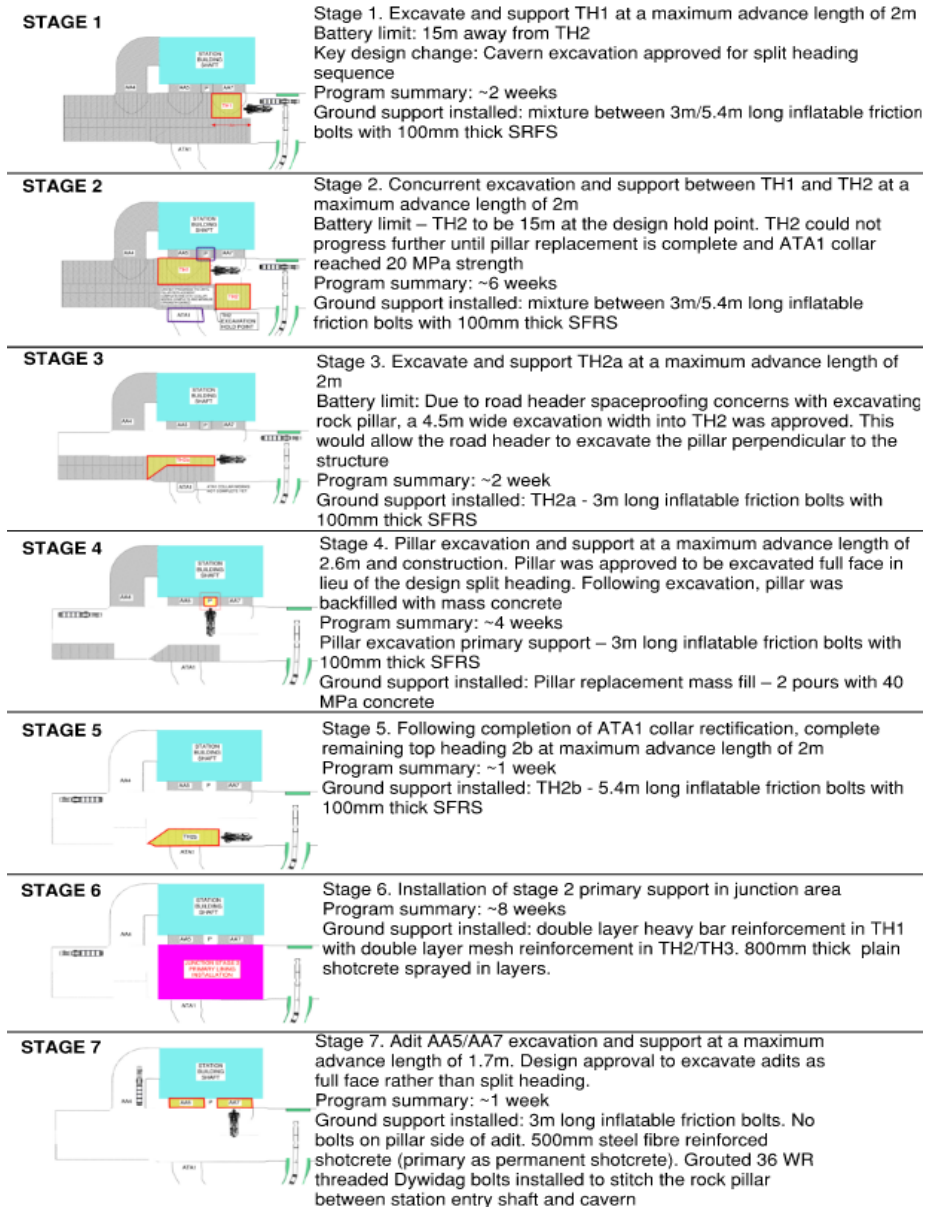 STAGE 1
Stage 1. Excavate and support TH1 at a maximum advance length of 2m
Battery limit: 15m away from TH2
Key design change: Cavern excavation approved for split heading
sequence
Program summary: ~2 weeks
Ground support installed: mixture between 3m/5.4m long inflatable friction
bolts with 100mm thick SRFS
STATION
BUILDING
SHAFT
AA4
AA5
P
AA7
TH1
ATA1
STAGE 2
Stage 2. Concurrent excavation and support between TH1 and TH2 at a
maximum advance length of 2m
Battery limit – TH2 to be 15m at the design hold point. TH2 could not
progress further until pillar replacement is complete and ATA1 collar
reached 20 MPa strength
Program summary: ~6 weeks
Ground support installed: mixture between 3m/5.4m long inflatable
friction bolts with 100mm thick SFRS
STATION
BUILDING
SHAFT
AA4
AA5
P
AA7
TH1
TH2
ATA1
TH2
EXCAVATION
HOLD POINT
STAGE 3
Stage 3. Excavate and support TH2a at a maximum advance length of
2m
Battery limit: Due to road header spaceproofing concerns with excavating
rock pillar, a 4.5m wide excavation width into TH2 was approved. This
would allow the road header to excavate the pillar perpendicular to the
structure
Program summary: ~2 week
Ground support installed: TH2a - 3m long inflatable friction bolts with
100mm thick SFRS
STATION
BUILDING
SHAFT
AA4
AA5
P
AA7
TH2a
ATA1
ATA1 COLLAR WORKS
NOT COMPLETE YET
STAGE 4
Stage 4. Pillar excavation and support at a maximum advance length of
2.6m and construction. Pillar was approved to be excavated full face in
lieu of the design split heading. Following excavation, pillar was
backfilled with mass concrete
Program summary: ~4 weeks
Pillar excavation primary support – 3m long inflatable friction bolts with
100mm thick SFRS
Ground support installed: Pillar replacement mass fill – 2 pours with 40
MPa concrete
STATION
BUILDING
SHAFT
AA4
AA5
P
AA7
ATA1
STAGE 5
Stage 5. Following completion of ATA1 collar rectification, complete
remaining top heading 2b at maximum advance length of 2m
Program summary: ~1 week
Ground support installed: TH2b - 5.4m long inflatable friction bolts with
100mm thick SFRS
STATION
BUILDING
SHAFT
AA4
AA5
P
AA7
TH2b
ATA1
STAGE 6
Stage 6. Installation of stage 2 primary support in junction area
Program summary: ~8 weeks
Ground support installed: double layer heavy bar reinforcement in TH1
with double layer mesh reinforcement in TH2/TH3. 800mm thick plain
shotcrete sprayed in layers.
STATION
BUILDING
SHAFT
AA4
AA5
P
AA7
JUNCTION STAGE 2
PRIMARY LINING
INSTALLATION
ATA1
STAGE 7
Stage 7. Adit AA5/AA7 excavation and support at a maximum
advance length of 1.7m. Design approval to excavate adits as
full face rather than split heading.
Program summary: ~1 week
Ground support installed: 3m long inflatable friction bolts. No
bolts on pillar side of adit. 500mm steel fibre reinforced
shotcrete (primary as permanent shotcrete). Grouted 36 WR
threaded Dywidag bolts installed to stitch the rock pillar
between station entry shaft and cavern
STATION
BUILDING
SHAFT
AA4
AA5
P
AA7
ATA1